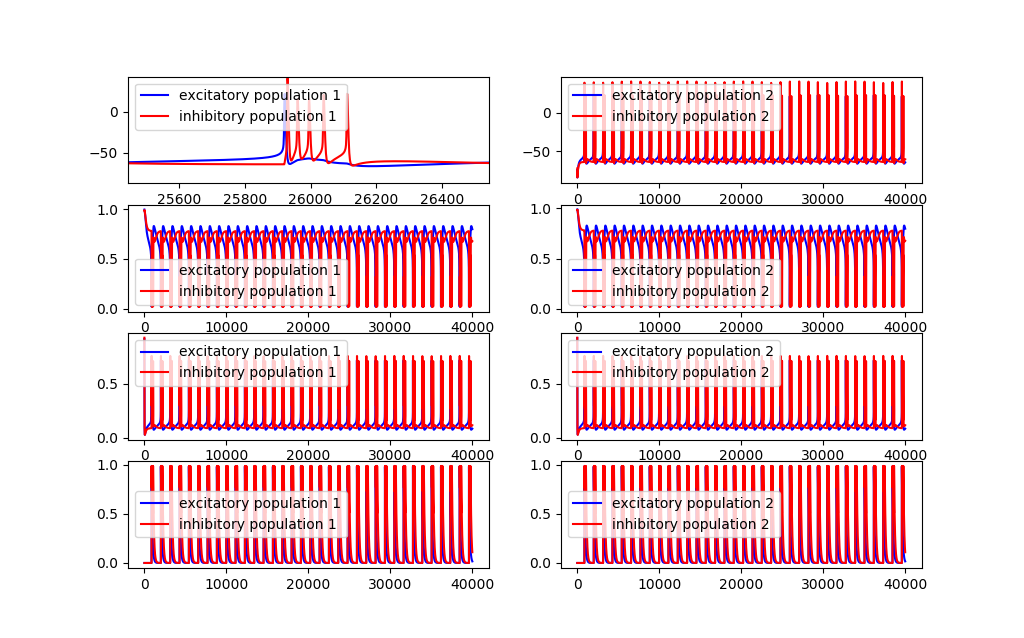 excitatory population 1
inhibitory population 1
0
−50
25600 25800 26000 26200 26400
excitatory population 2
inhibitory population 2
0
−50
0 10000 20000 30000 40000
1.0
0.5
0.0
excitatory population 1
inhibitory population 1
0 10000 20000 30000 40000
1.0
0.5
0.0
excitatory population 2
inhibitory population 2
0 10000 20000 30000 40000
0.5
0.0
excitatory population 1
inhibitory population 1
0 10000 20000 30000 40000
0.5
0.0
excitatory population 2
inhibitory population 2
0 10000 20000 30000 40000
1.0
0.5
0.0
excitatory population 1
inhibitory population 1
0 10000 20000 30000 40000
1.0
0.5
0.0
excitatory population 2
inhibitory population 2
0 10000 20000 30000 40000